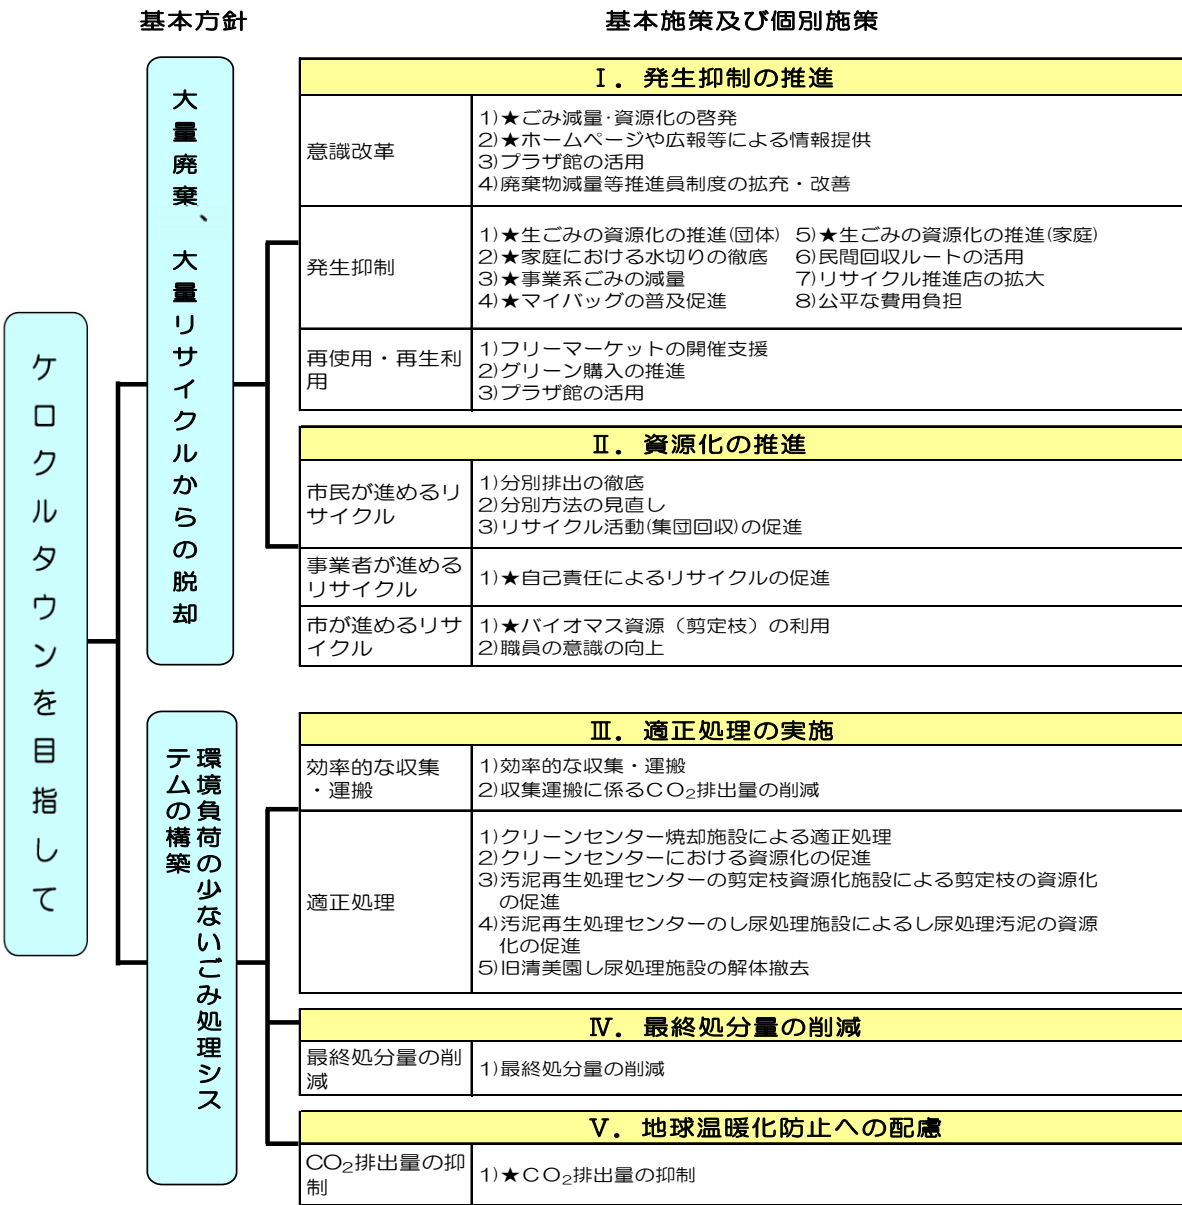 基本方針
基本施策及び個別施策
ケロクルタウンを目指して
大量廃棄、大量リサイクルからの脱却
Ⅰ．発生抑制の推進
意識改革
1)★ごみ減量・資源化の啓発
2)★ホームページや広報等による情報提供
3)プラザ館の活用
4)廃棄物減量等推進員制度の拡充・改善
発生抑制
1)★生ごみの資源化の推進(団体)
2)★家庭における水切りの徹底
3)★事業系ごみの減量
4)★マイバッグの普及促進
5)★生ごみの資源化の推進(家庭)
6)民間回収ルートの活用
7)リサイクル推進店の拡大
8)公平な費用負担
再使用・再生利
用
1)フリーマーケットの開催支援
2)グリーン購入の推進
3)プラザ館の活用
Ⅱ．資源化の推進
市民が進めるリ
サイクル
1)分別排出の徹底
2)分別方法の見直し
3)リサイクル活動(集団回収)の促進
事業者が進める
リサイクル
1)★自己責任によるリサイクルの促進
市が進めるリサ
イクル
1)★バイオマス資源（剪定枝）の利用
2)職員の意識の向上
環境負荷の少ないごみ処理シス
テムの構築
Ⅲ．適正処理の実施
効率的な収集
・運搬
1)効率的な収集・運搬
2)収集運搬に係るCO₂排出量の削減
適正処理
1)クリーンセンター焼却施設による適正処理
2)クリーンセンターにおける資源化の促進
3)汚泥再生処理センターの剪定枝資源化施設による剪定枝の資源化
の促進
4)汚泥再生処理センターのし尿処理施設によるし尿処理汚泥の資源
化の促進
5)旧清美園し尿処理施設の解体撤去
Ⅳ．最終処分量の削減
最終処分量の削
減
1)最終処分量の削減
Ⅴ．地球温暖化防止への配慮
CO₂排出量の抑
制
1)★CO₂排出量の抑制